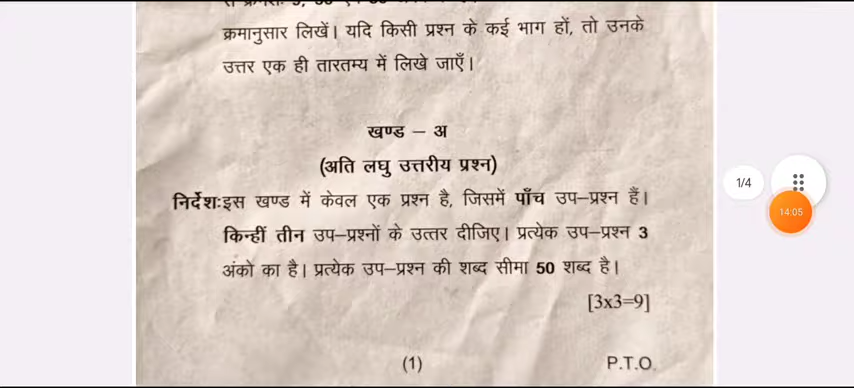 क्रमानुसार लिखें। यदि किसी प्रश्न के कई भाग हों, तो उनके
उत्तर एक ही तारतम्य में लिखे जाएँ।
खण्ड – अ
(अति लघु उत्तरीय प्रश्न)
निर्देशःइस खण्ड में केवल एक प्रश्न है, जिसमें पाँच उप–प्रश्न हैं।
किन्हीं तीन उप–प्रश्नों के उत्तर दीजिए। प्रत्येक उप–प्रश्न 3
अंको का है। प्रत्येक उप–प्रश्न की शब्द सीमा 50 शब्द है।
[3x3=9]
(1) P.T.O.
1/4
14:05